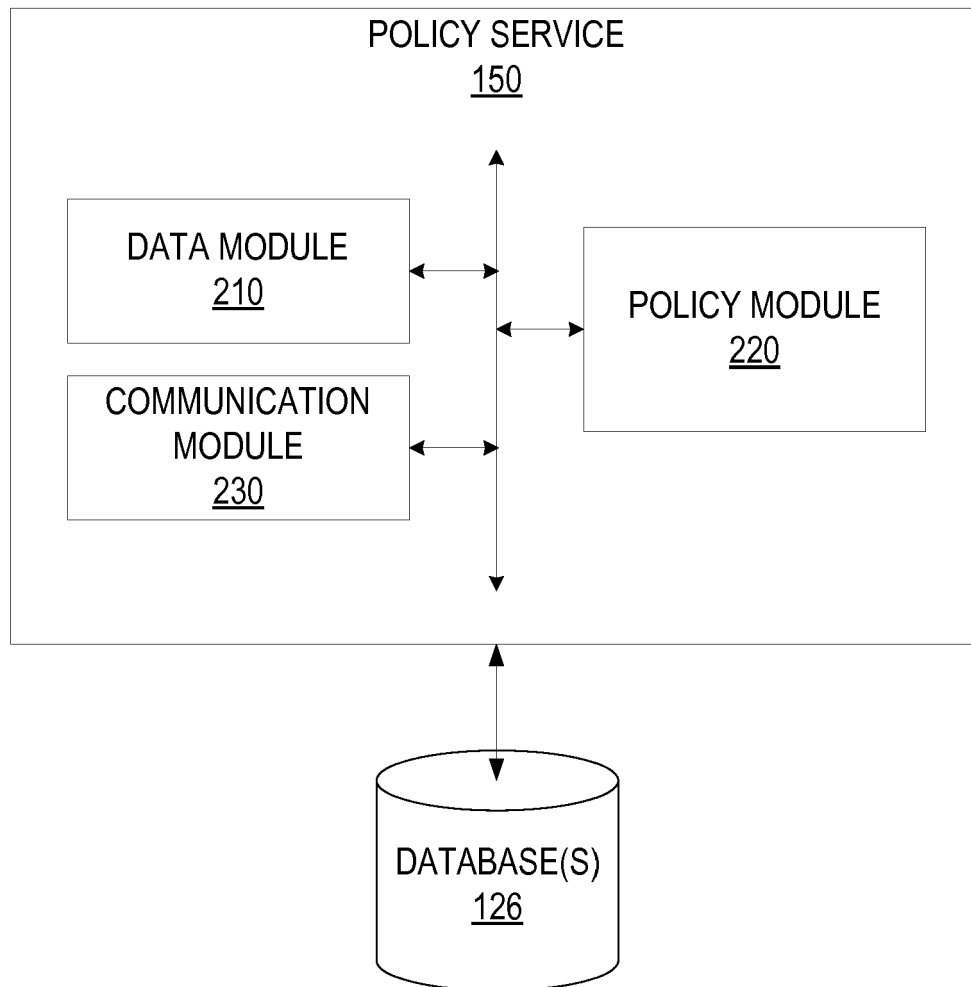 POLICY SERVICE
150
DATA MODULE
210
POLICY MODULE
220
COMMUNICATION
MODULE
230
DATABASE(S)
126